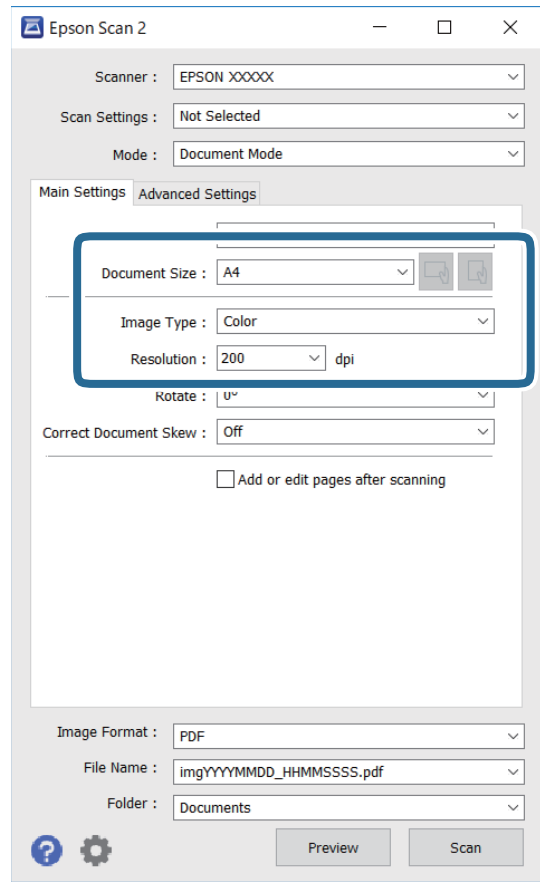 Epson Scan 2
Scanner : EPSON XXXXX
Scan Settings : Not Selected
Mode : Document Mode
Main Settings Advanced Settings
Document Size : A4
Image Type : Color
Resolution : 200 dpi
Rotate : 0°
Correct Document Skew : Off
Add or edit pages after scanning
Image Format : PDF
File Name : imgYYYYMMDD_HHMMSSSS.pdf
Folder : Documents
? Preview Scan